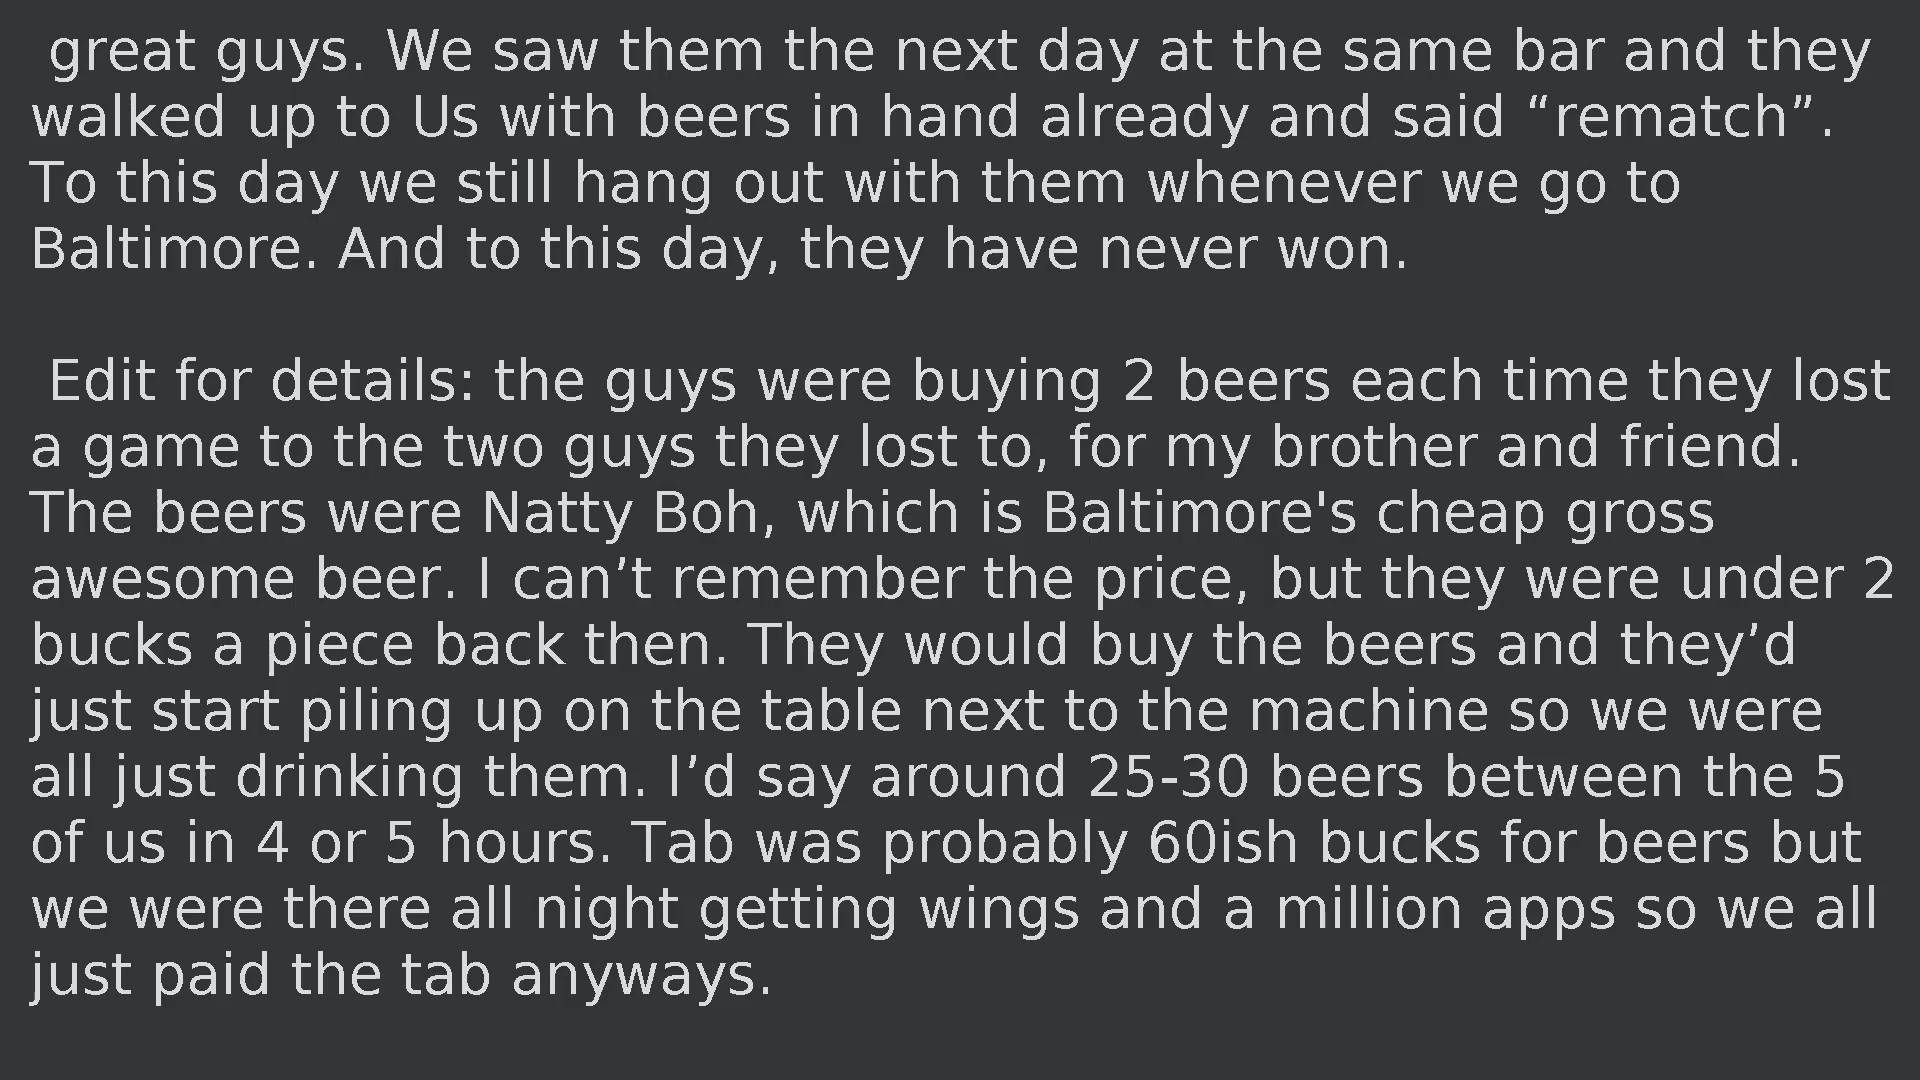 great guys. We saw them the next day at the same bar and they
walked up to Us with beers in hand already and said “rematch”.
To this day we still hang out with them whenever we go to
Baltimore. And to this day, they have never won.
Edit for details: the guys were buying 2 beers each time they lost
a game to the two guys they lost to, for my brother and friend.
The beers were Natty Boh, which is Baltimore's cheap gross
awesome beer. I can’t remember the price, but they were under 2
bucks a piece back then. They would buy the beers and they’d
just start piling up on the table next to the machine so we were
all just drinking them. I’d say around 25-30 beers between the 5
of us in 4 or 5 hours. Tab was probably 60ish bucks for beers but
we were there all night getting wings and a million apps so we all
just paid the tab anyways.